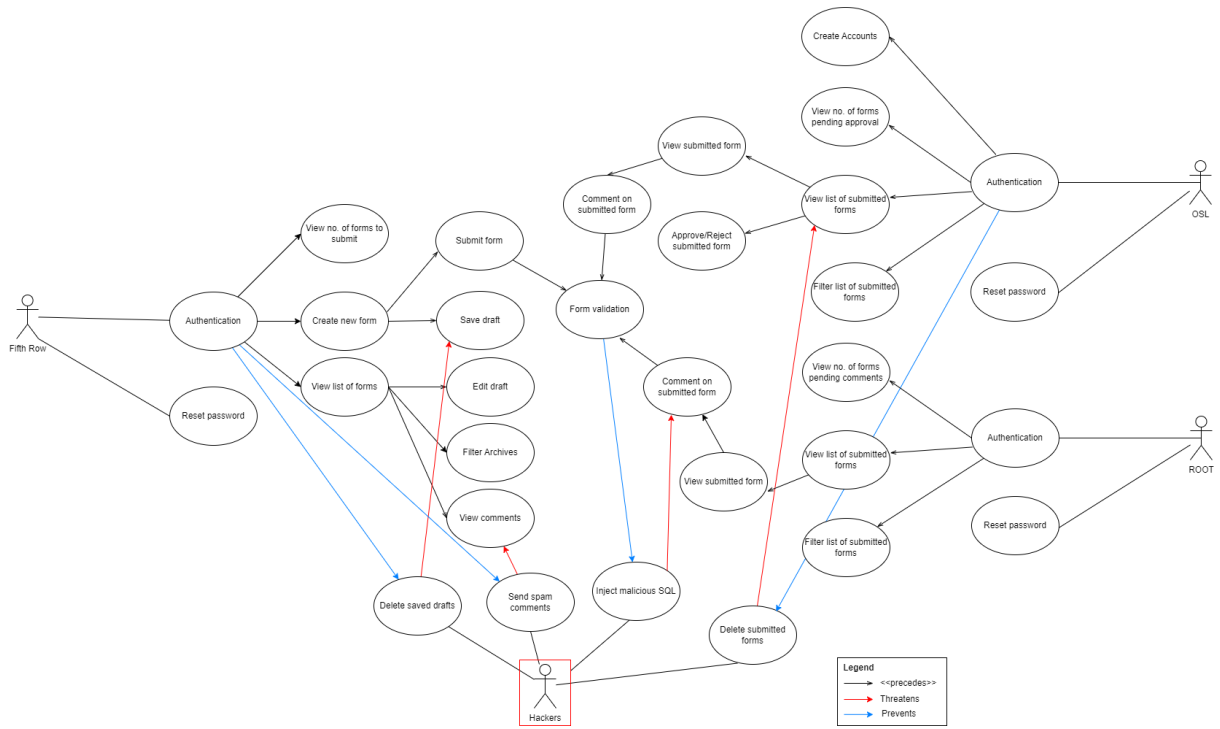 Create Accounts
View no. of forms
pending approval
View submitted form
Authentication
OSL
Comment on
submitted form
View list of submitted
forms
View no. of forms to
submit
Submit form
Approve/Reject
submitted form
Filter list of submitted
forms
Reset password
Fifth Row
Authentication
Create new form
Save draft
Form validation
View list of forms
Edit draft
Comment on
submitted form
View no. of forms
pending comments
Reset password
Filter Archives
Authentication
ROOT
View list of submitted
forms
View submitted form
View comments
Reset password
Filter list of submitted
forms
Delete saved drafts
Send spam
comments
Inject malicious SQL
Delete submitted
forms
Hackers
Legend
<<precedes>>
Threatens
Prevents